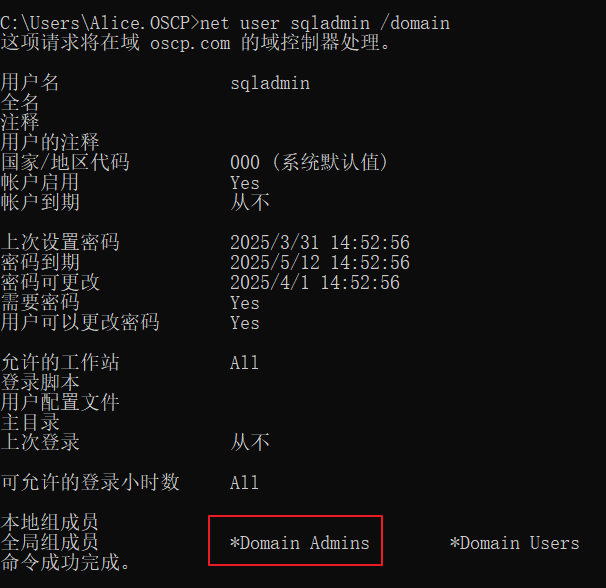 C:\Users\Alice.OSCP>net user sqladmin /domain
这项请求将在域 oscp.com 的域控制器处理。
用户名 sqladmin
全名
注释
用户的注释
国家/地区代码 000 (系统默认值)
帐户启用 Yes
帐户到期 从不
上次设置密码 2025/3/31 14:52:56
密码到期 2025/5/12 14:52:56
密码可更改 2025/4/1 14:52:56
需要密码 Yes
用户可以更改密码 Yes
允许的工作站 All
登录脚本
用户配置文件
主目录
上次登录 从不
可允许的登录小时数 All
本地组成员
全局组成员 *Domain Admins *Domain Users
命令成功完成。